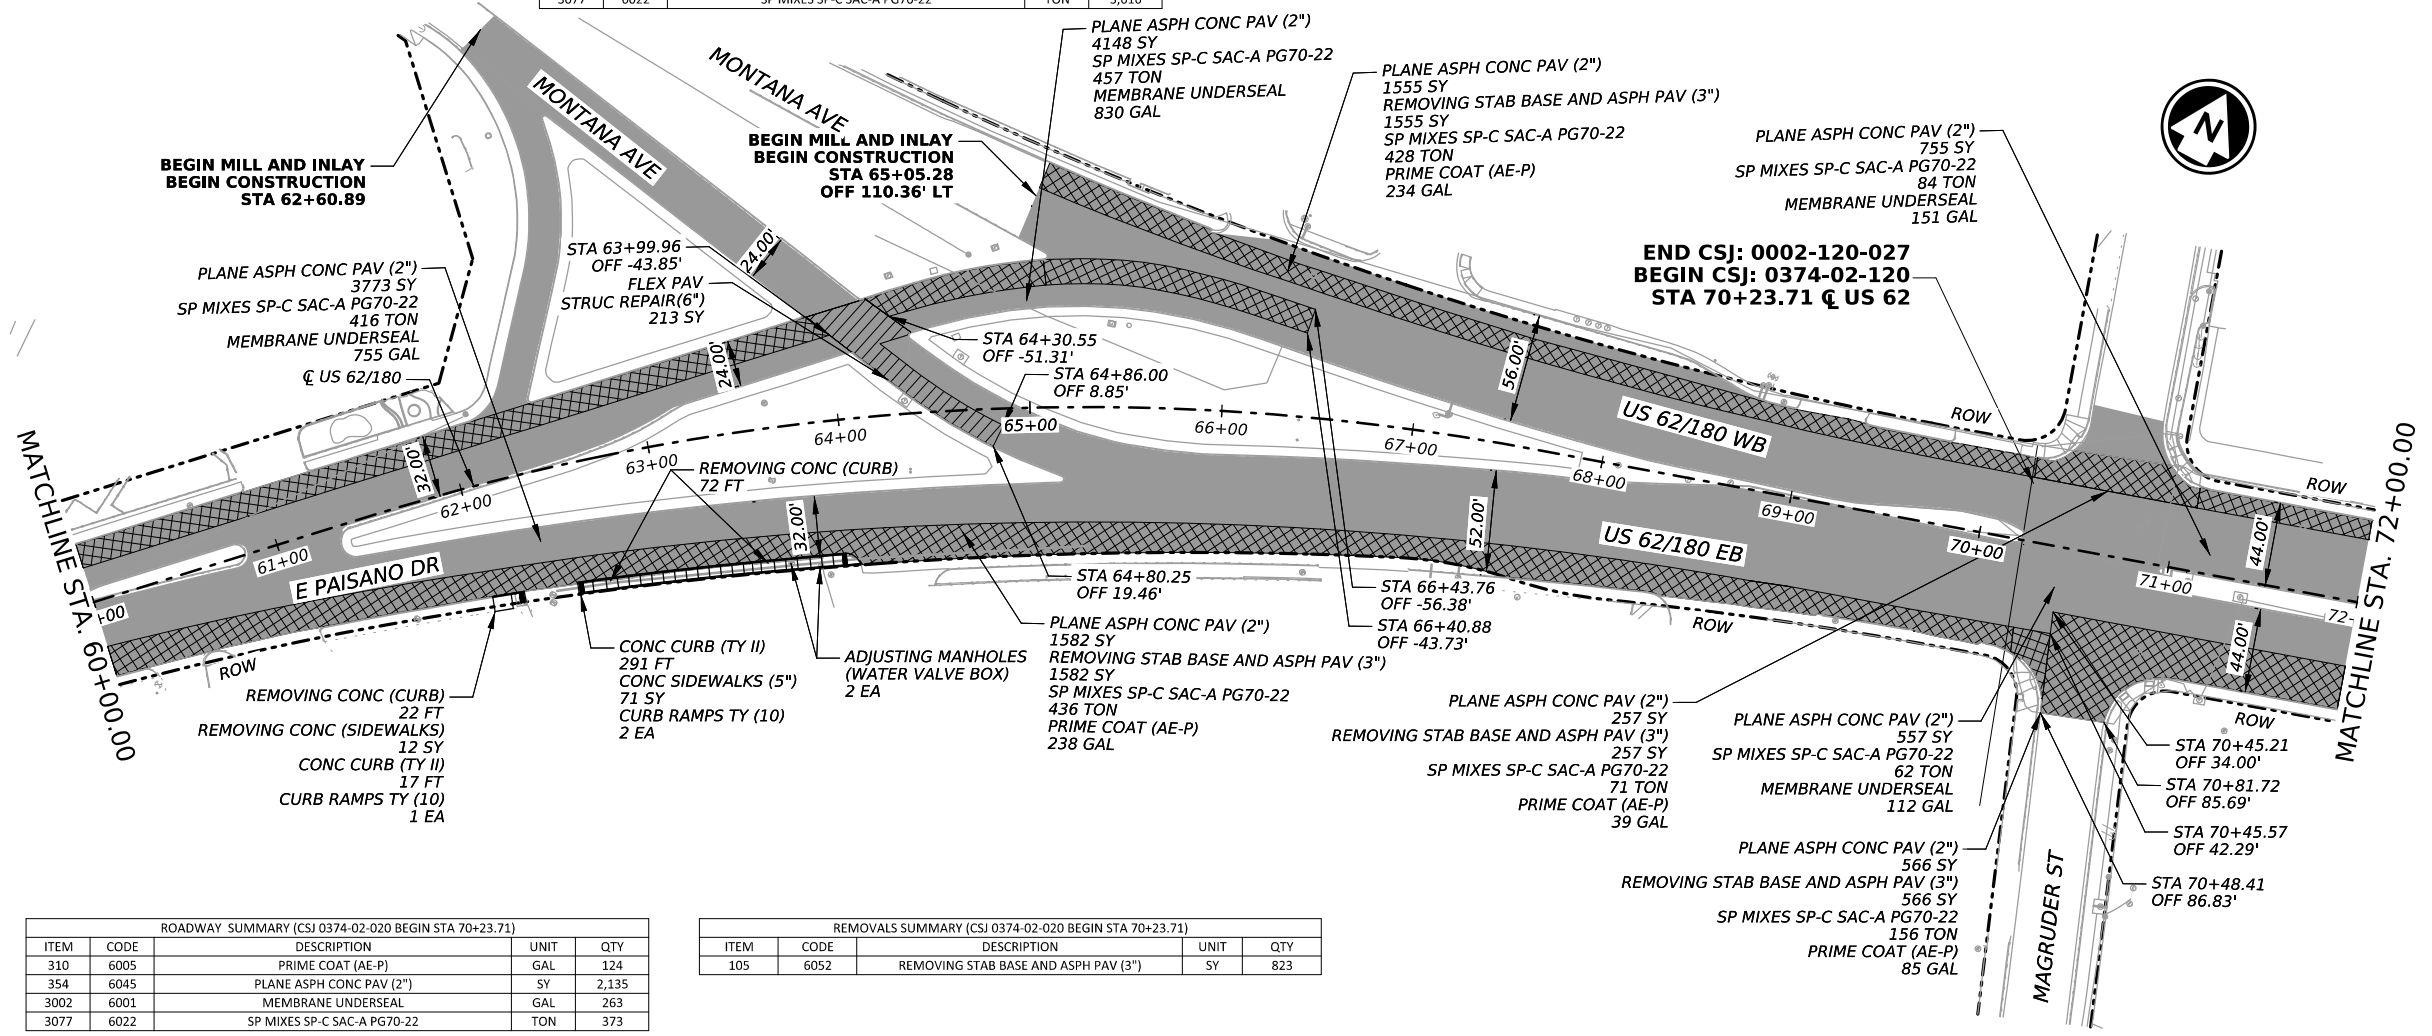 3077 6022 SP MIXES SP-C SAC-A PG70-22 TON
PLANE ASPH CONC PAV (2")
4148 SY
SP MIXES SP-C SAC-A PG70-22
457 TON
MEMBRANE UNDERSEAL
830 GAL
PLANE ASPH CONC PAV (2")
1555 SY
REMOVING STAB BASE AND ASPH PAV (3")
1555 SY
SP MIXES SP-C SAC-A PG70-22
428 TON
PRIME COAT (AE-P)
234 GAL
PLANE ASPH CONC PAV (2")
755 SY
SP MIXES SP-C SAC-A PG70-22
84 TON
MEMBRANE UNDERSEAL
151 GAL
N
MONTANA AVE
MONTANA AVE
BEGIN MILL AND INLAY
BEGIN CONSTRUCTION
STA 62+60.89
BEGIN MILL AND INLAY
BEGIN CONSTRUCTION
STA 65+05.28
OFF 110.36' LT
END CSJ: 0002-120-027
BEGIN CSJ: 0374-02-120
STA 70+23.71 ℄ US 62
PLANE ASPH CONC PAV (2")
3773 SY
SP MIXES SP-C SAC-A PG70-22
416 TON
MEMBRANE UNDERSEAL
755 GAL
℄ US 62/180
STA 63+99.96
OFF -43.85'
FLEX PAV
STRUC REPAIR(6")
213 SY
24.00'
24.00'
32.00'
STA 64+30.55
OFF -51.31'
STA 64+86.00
OFF 8.85'
56.00'
US 62/180 WB
ROW
ROW
MATCHLINE STA. 60+00.00
+00
61+00
62+00
63+00
64+00
65+00
66+00
67+00
68+00
69+00
70+00
71+00
72-
MATCHLINE STA. 72+00.00
REMOVING CONC (CURB)
72 FT
32.00'
52.00'
US 62/180 EB
44.00'
44.00'
E PAISANO DR
ROW
ROW
ROW
STA 64+80.25
OFF 19.46'
STA 66+43.76
OFF -56.38'
STA 66+40.88
OFF -43.73'
REMOVING CONC (CURB)
22 FT
REMOVING CONC (SIDEWALKS)
12 SY
CONC CURB (TY II)
17 FT
CURB RAMPS TY (10)
1 EA
CONC CURB (TY II)
291 FT
CONC SIDEWALKS (5")
71 SY
CURB RAMPS TY (10)
2 EA
ADJUSTING MANHOLES
(WATER VALVE BOX)
2 EA
PLANE ASPH CONC PAV (2")
1582 SY
REMOVING STAB BASE AND ASPH PAV (3")
1582 SY
SP MIXES SP-C SAC-A PG70-22
436 TON
PRIME COAT (AE-P)
238 GAL
PLANE ASPH CONC PAV (2")
257 SY
REMOVING STAB BASE AND ASPH PAV (3")
257 SY
SP MIXES SP-C SAC-A PG70-22
71 TON
PRIME COAT (AE-P)
39 GAL
PLANE ASPH CONC PAV (2")
557 SY
SP MIXES SP-C SAC-A PG70-22
62 TON
MEMBRANE UNDERSEAL
112 GAL
PLANE ASPH CONC PAV (2")
566 SY
REMOVING STAB BASE AND ASPH PAV (3")
566 SY
SP MIXES SP-C SAC-A PG70-22
156 TON
PRIME COAT (AE-P)
85 GAL
STA 70+45.21
OFF 34.00'
STA 70+81.72
OFF 85.69'
STA 70+45.57
OFF 42.29'
STA 70+48.41
OFF 86.83'
MAGRUDER ST
ROADWAY SUMMARY (CSJ 0374-02-020 BEGIN STA 70+23.71)
ITEM CODE DESCRIPTION UNIT QTY
310 6005 PRIME COAT (AE-P) GAL 124
354 6045 PLANE ASPH CONC PAV (2") SY 2,135
3002 6001 MEMBRANE UNDERSEAL GAL 263
3077 6022 SP MIXES SP-C SAC-A PG70-22 TON 373
REMOVALS SUMMARY (CSJ 0374-02-020 BEGIN STA 70+23.71)
ITEM CODE DESCRIPTION UNIT QTY
105 6052 REMOVING STAB BASE AND ASPH PAV (3") SY 823